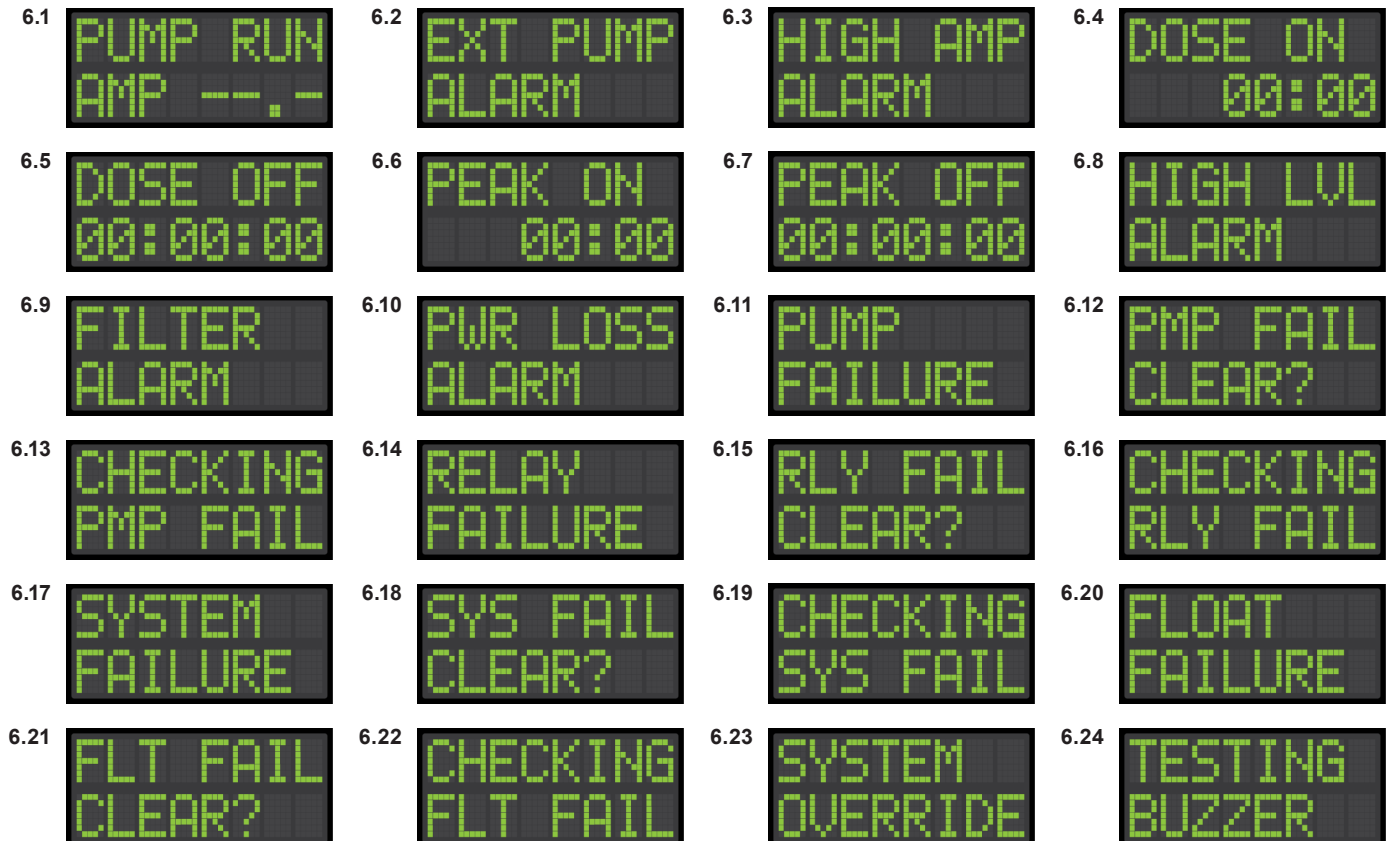 6.1 PUMP RUN
AMP --.-
6.2 EXT PUMP
ALARM
6.3 HIGH AMP
ALARM
6.4 DOSE ON
00:00
6.5 DOSE OFF
00:00:00
6.6 PEAK ON
00:00
6.7 PEAK OFF
00:00:00
6.8 HIGH LVL
ALARM
6.9 FILTER
ALARM
6.10 PWR LOSS
ALARM
6.11 PUMP
FAILURE
6.12 PMP FAIL
CLEAR?
6.13 CHECKING
PMP FAIL
6.14 RELAY
FAILURE
6.15 RLY FAIL
CLEAR?
6.16 CHECKING
RLY FAIL
6.17 SYSTEM
FAILURE
6.18 SYS FAIL
CLEAR?
6.19 CHECKING
SYS FAIL
6.20 FLOAT
FAILURE
6.21 FLT FAIL
CLEAR?
6.22 CHECKING
FLT FAIL
6.23 SYSTEM
OVERRIDE
6.24 TESTING
BUZZER